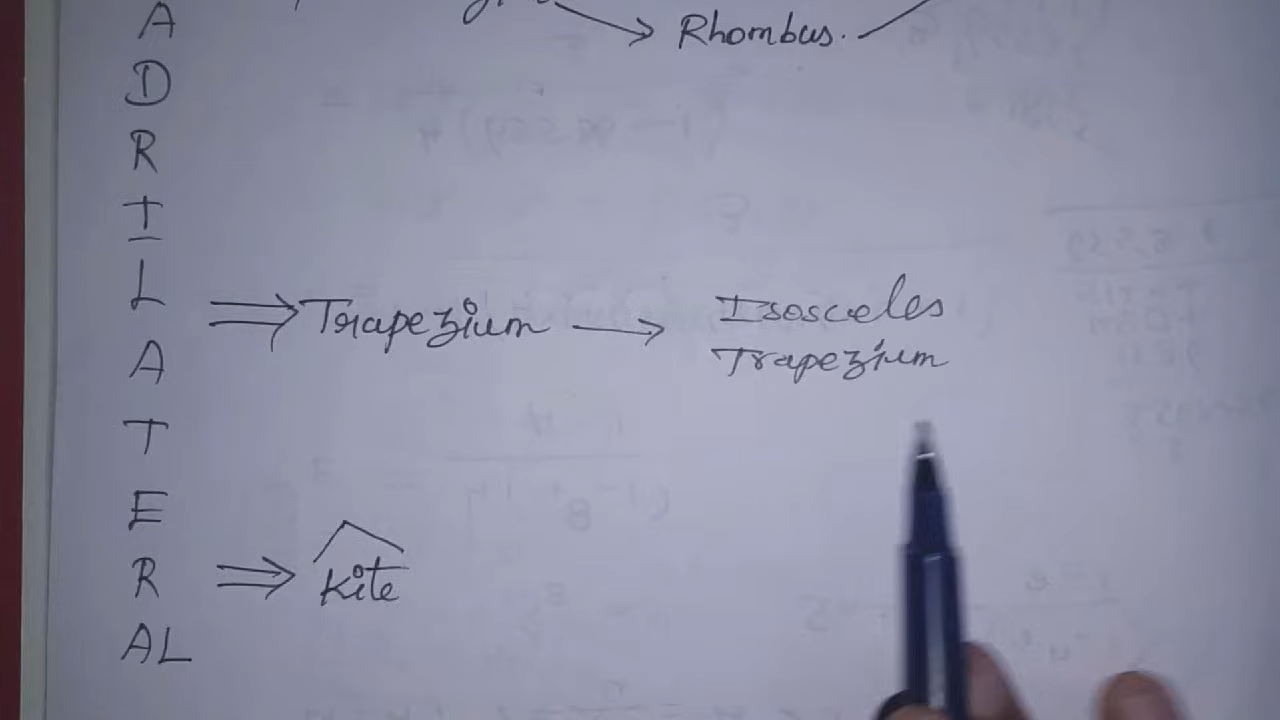 A
Rhombus.
D
R
I
L
Trapezium
Isosceles
Trapezium
A
T
E
R
Kite
AL